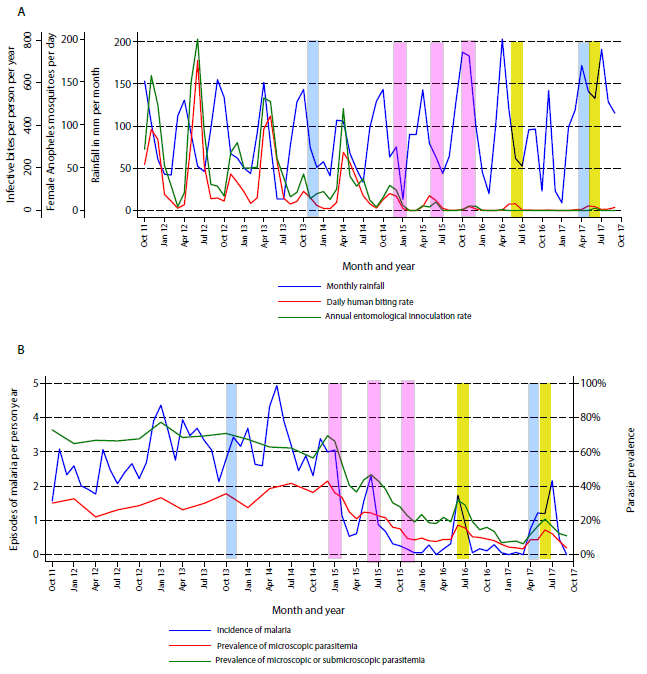 A
Infective bites per person per year
Female Anopheles mosquitoes per day
Rainfall in mm per month
800
600
400
200
0
200
150
100
50
0
200
150
100
50
0
Oct 11
Jan 12
Apr 12
Jul 12
Oct 12
Jan 13
Apr 13
Jul 13
Oct 13
Jan 14
Apr 14
Jul 14
Oct 14
Jan 15
Apr 15
Jul 15
Oct 15
Jan 16
Apr 16
Jul 16
Oct 16
Jan 17
Apr 17
Jul 17
Oct 17
Month and year
Monthly rainfall
Daily human biting rate
Annual entomological innoculation rate
B
Episodes of malaria per person year
5
4
3
2
1
0
100%
80%
60%
40%
20%
0%
Parasie prevalence
Oct 11
Jan 12
Apr 12
Jul 12
Oct 12
Jan 13
Apr 13
Jul 13
Oct 13
Jan 14
Apr 14
Jul 14
Oct 14
Jan 15
Apr 15
Jul 15
Oct 15
Jan 16
Apr 16
Jul 16
Oct 16
Jan 17
Apr 17
Jul 17
Oct 17
Month and year
Incidence of malaria
Prevalence of microscopic parasitemia
Prevalence of microscopic or submicroscopic parasitemia